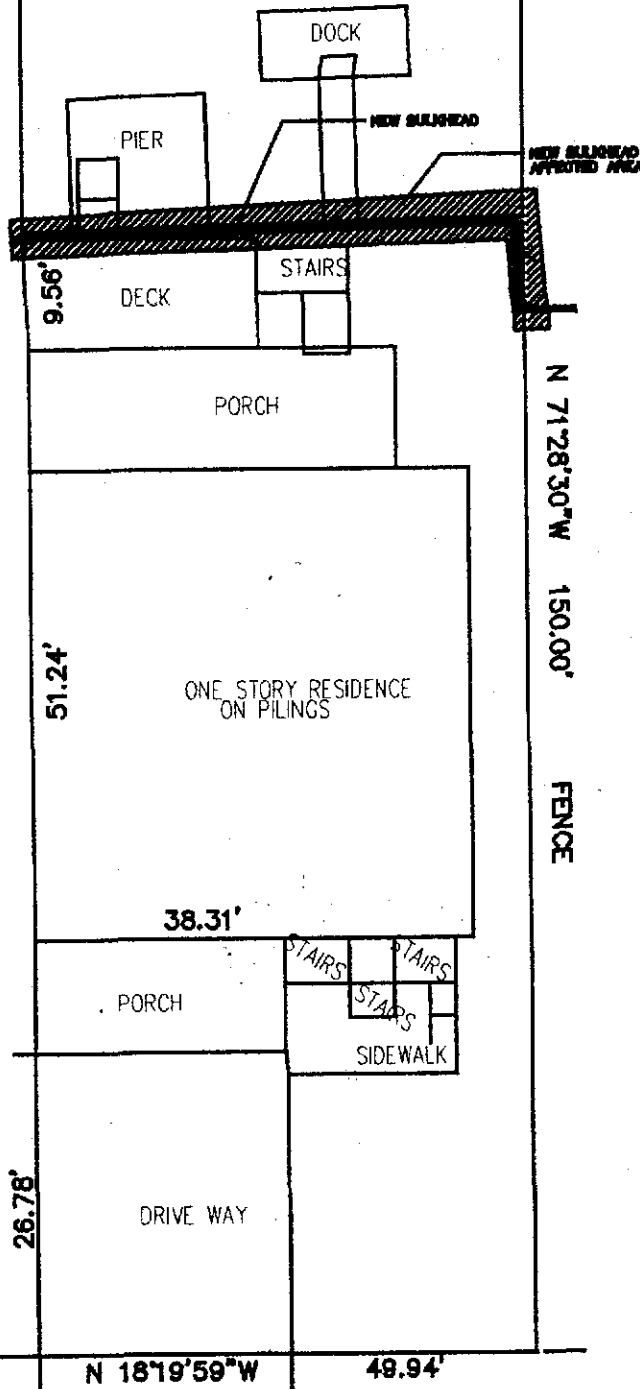 DOCK
PIER
NEW BULKHEAD
NEW BULKHEAD
AFFECTED AREA
9.56'
DECK
STAIRS
PORCH
N 71°28'30"W 150.00'
51.24'
ONE STORY RESIDENCE
ON PILINGS
FENCE
38.31'
STAIRS
STAIRS
PORCH
STAIRS
SIDEWALK
26.78'
DRIVE WAY
N 18°19'59"W 49.94'